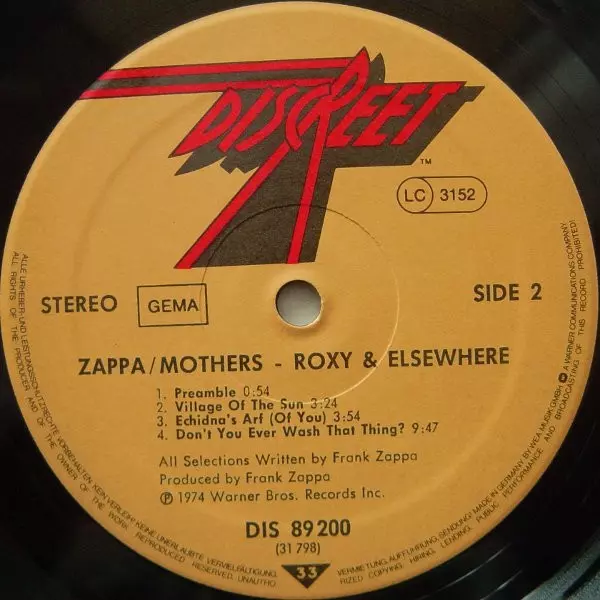 DISCREET
TM
LC 3152
STEREO
GEMA
SIDE 2
ZAPPA/MOTHERS - ROXY & ELSEWHERE
1. Preamble 0:54
2. Village Of The Sun 3:24
3. Echidna's Arf (Of You) 3:54
4. Don't You Ever Wash That Thing? 9:47
All Selections Written by Frank Zappa
Produced by Frank Zappa
℗ 1974 Warner Bros. Records Inc.
DIS 89 200
(31 798)
33
ALLE URHEBER-UND LEISTUNGSSCHUTZRECHTE VORBEHALTEN. KEIN VERLEIH! KEINE UNERLAUBTE VERVIELFÄLTIGUNG,
VERMIETUNG, AUFFÜHRUNG, SENDUNG! MADE IN GERMANY BY WEA MUSIK GMBH A WARNER COMMUNICATIONS COMPANY
ALL RIGHTS OF THE PRODUCER AND OF THE OWNER OF THE WORK REPRODUCED RESERVED. UNAUTHO
RIZED COPYING, HIRING, LENDING, PUBLIC PERFORMANCE AND BROADCASTING OF THIS RECORD PROHIBITED!